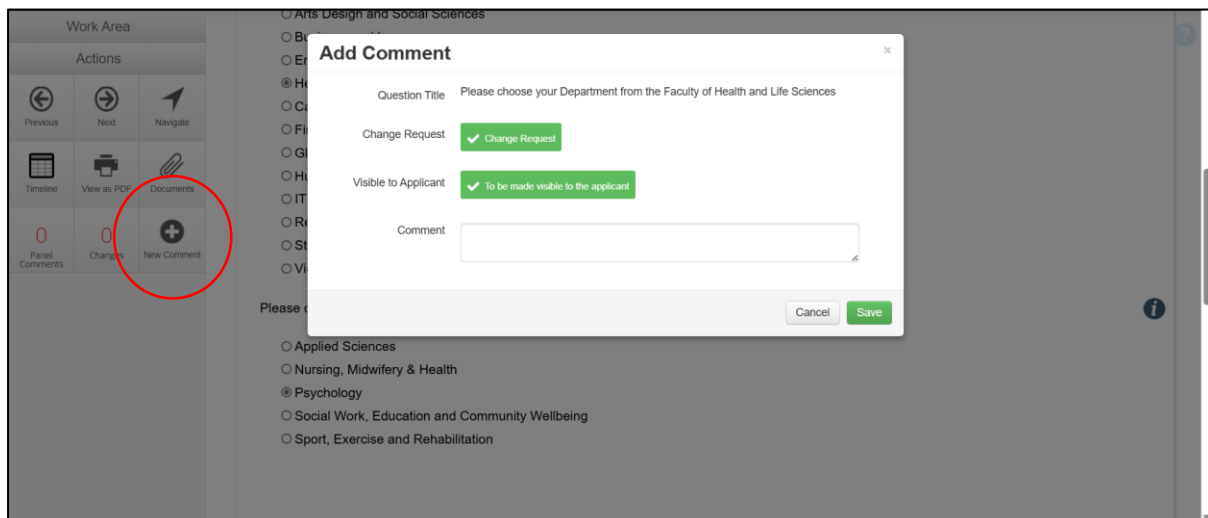 Work Area
Actions
Previous
Next
Navigate
Timeline
View as PDF
Documents
0
Panel Comments
0
Changes
New Comment
Arts Design and Social Sciences
Add Comment
×
Question Title
Please choose your Department from the Faculty of Health and Life Sciences
Change Request
Change Request
Visible to Applicant
To be made visible to the applicant
Comment
Cancel
Save
IT
Please
Applied Sciences
Nursing, Midwifery & Health
Psychology
Social Work, Education and Community Wellbeing
Sport, Exercise and Rehabilitation
?
i